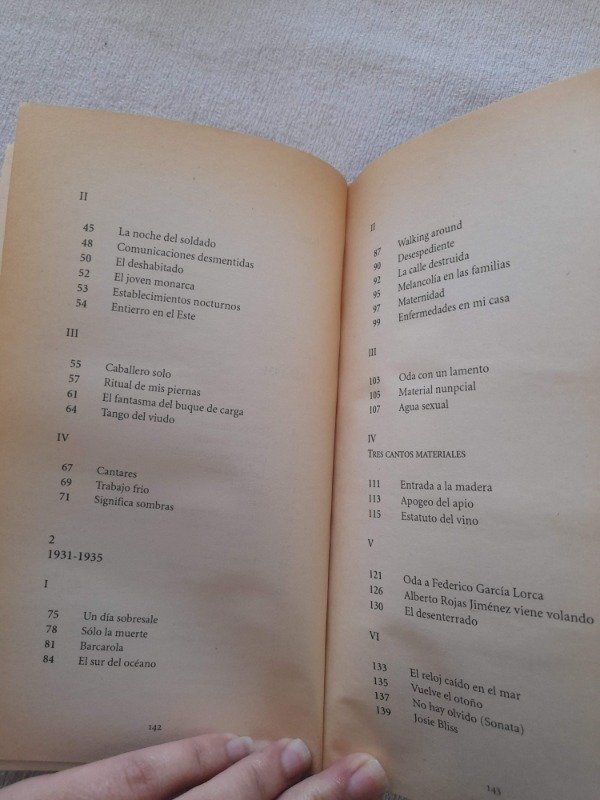 II
45 La noche del soldado
48 Comunicaciones desmentidas
50 El deshabitado
52 El joven monarca
53 Establecimientos nocturnos
54 Entierro en el Este
III
55 Caballero solo
57 Ritual de mis piernas
61 El fantasma del buque de carga
64 Tango del viudo
IV
67 Cantares
69 Trabajo frío
71 Significa sombras
2
1931-1935
I
75 Un día sobresale
78 Sólo la muerte
81 Barcarola
84 El sur del océano
142
II
87 Walking around
90 Desespediente
92 La calle destruida
95 Melancolía en las familias
97 Maternidad
99 Enfermedades en mi casa
III
103 Oda con un lamento
105 Material nunpcial
107 Agua sexual
IV
TRES CANTOS MATERIALES
111 Entrada a la madera
113 Apogeo del apio
115 Estatuto del vino
V
121 Oda a Federico García Lorca
126 Alberto Rojas Jiménez viene volando
130 El desenterrado
VI
133 El reloj caído en el mar
135 Vuelve el otoño
137 No hay olvido (Sonata)
139 Josie Bliss
143